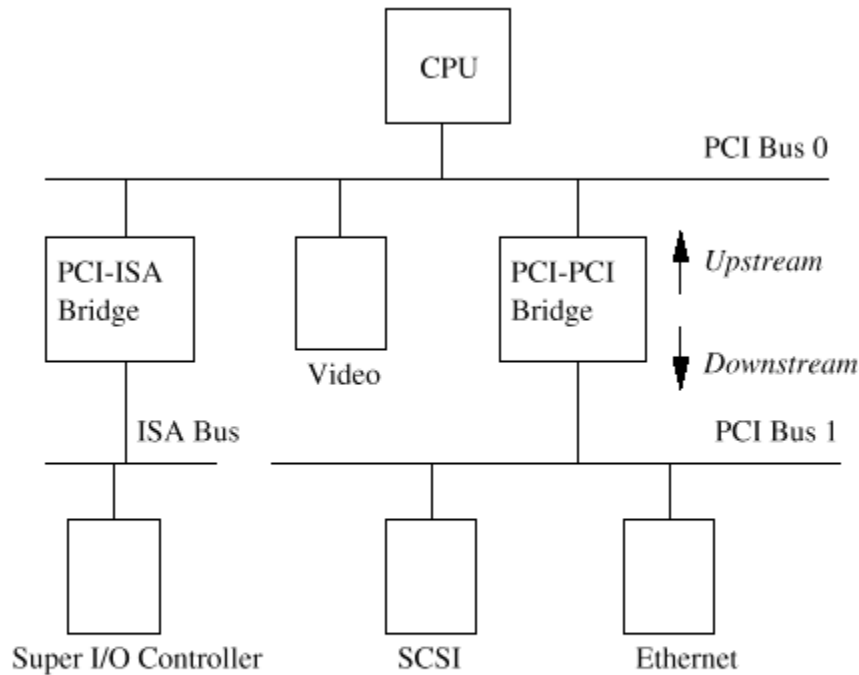 CPU
PCI Bus 0
PCI-ISA
Bridge
PCI-PCI
Bridge
Upstream
Downstream
Video
ISA Bus
PCI Bus 1
Super I/O Controller
SCSI
Ethernet